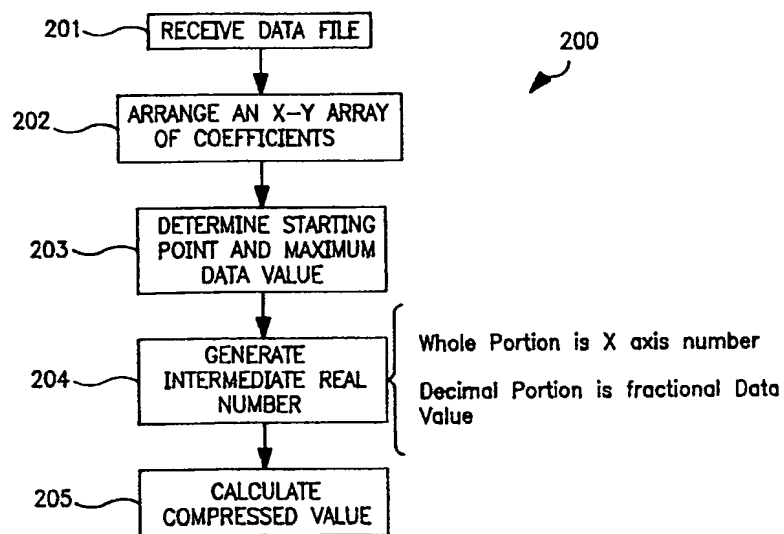 201
RECEIVE DATA FILE
200
202
ARRANGE AN X-Y ARRAY
OF COEFFICIENTS
203
DETERMINE STARTING
POINT AND MAXIMUM
DATA VALUE
204
GENERATE
INTERMEDIATE REAL
NUMBER
Whole Portion is X axis number
Decimal Portion is fractional Data
Value
205
CALCULATE
COMPRESSED VALUE